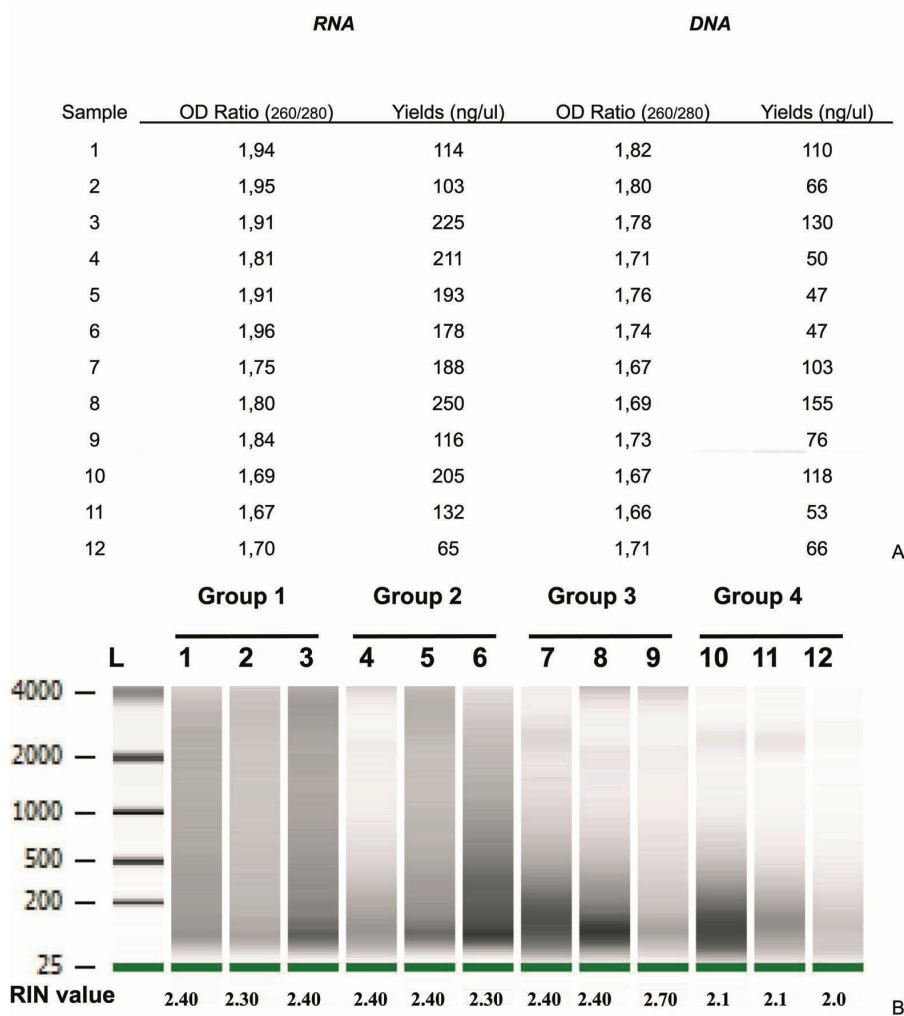 RNA DNA
Sample OD Ratio (260/280) Yields (ng/ul) OD Ratio (260/280) Yields (ng/ul)
1 1,94 114 1,82 110
2 1,95 103 1,80 66
3 1,91 225 1,78 130
4 1,81 211 1,71 50
5 1,91 193 1,76 47
6 1,96 178 1,74 47
7 1,75 188 1,67 103
8 1,80 250 1,69 155
9 1,84 116 1,73 76
10 1,69 205 1,67 118
11 1,67 132 1,66 53
12 1,70 65 1,71 66
A
Group 1 Group 2 Group 3 Group 4
L 1 2 3 4 5 6 7 8 9 10 11 12
4000
2000
1000
500
200
25
RIN value 2.40 2.30 2.40 2.40 2.40 2.30 2.40 2.40 2.70 2.1 2.1 2.0
B